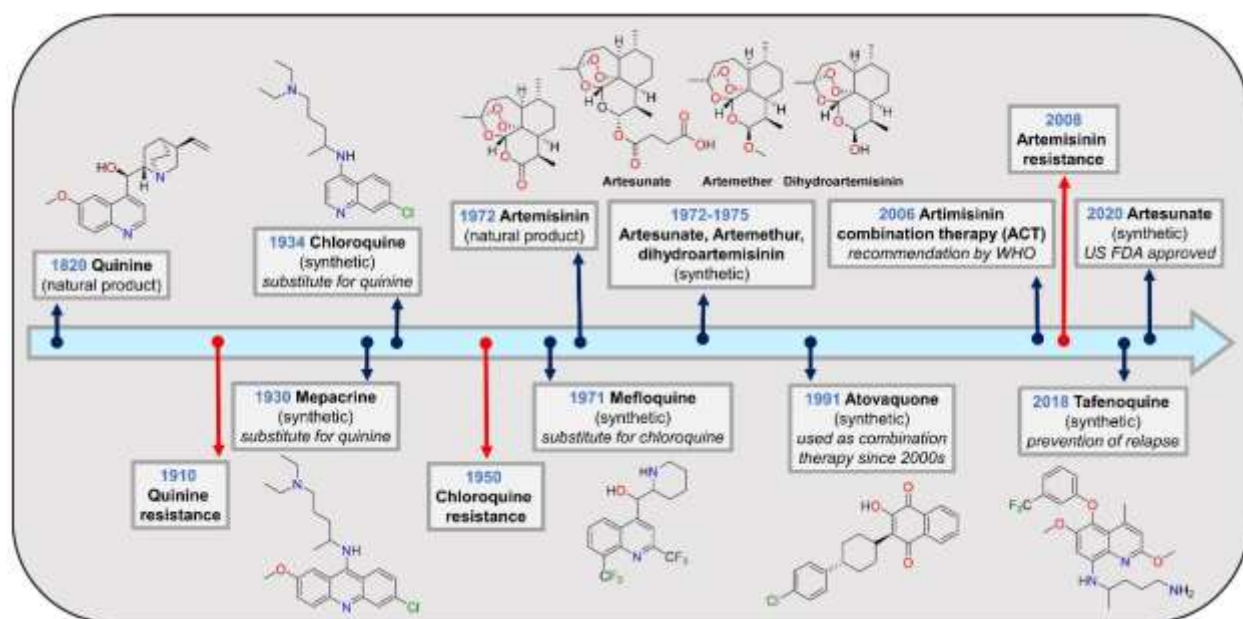 Artesunate
Artemether
Dihydroartemisinin
1820 Quinine
(natural product)
1934 Chloroquine
(synthetic)
substitute for quinine
1972 Artemisinin
(natural product)
1972-1975
Artesunate, Artemethur,
dihydroartemisinin
(synthetic)
2006 Artimisinin
combination therapy (ACT)
recommendation by WHO
2008
Artemisinin
resistance
2020 Artesunate
(synthetic)
US FDA approved
1910
Quinine
resistance
1930 Mepacrine
(synthetic)
substitute for quinine
1950
Chloroquine
resistance
1971 Mefloquine
(synthetic)
substitute for chloroquine
1991 Atovaquone
(synthetic)
used as combination
therapy since 2000s
2018 Tafenoquine
(synthetic)
prevention of relapse